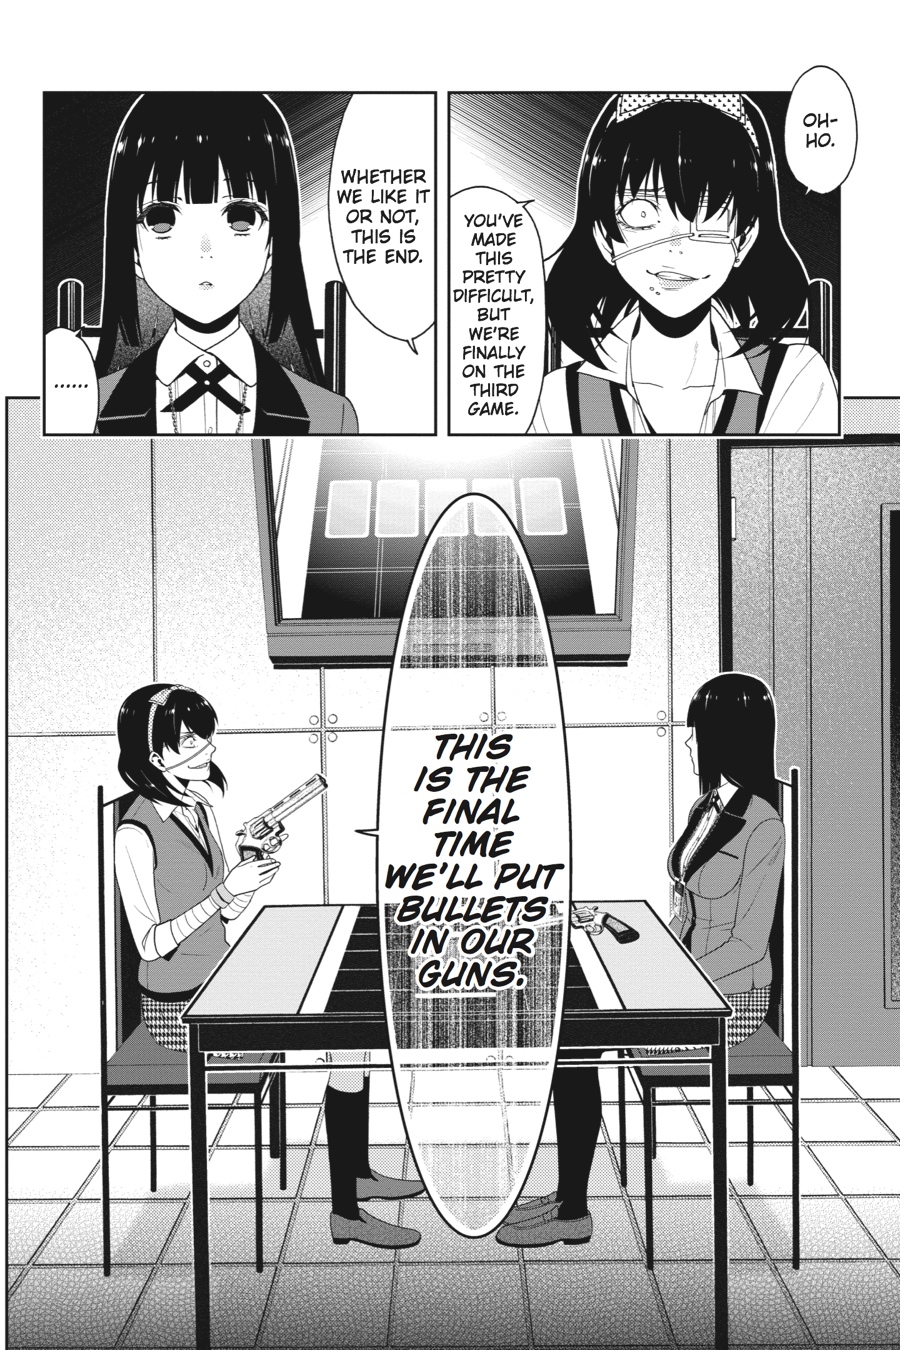 OH-
HO.
YOU'VE
MADE
THIS
PRETTY
DIFFICULT,
BUT
WE'RE
FINALLY
ON THE
THIRD
GAME.
WHETHER
WE LIKE IT
OR NOT,
THIS IS
THE END.
......
THIS
IS THE
FINAL
TIME
WE'LL PUT
BULLETS
IN OUR
GUNS.